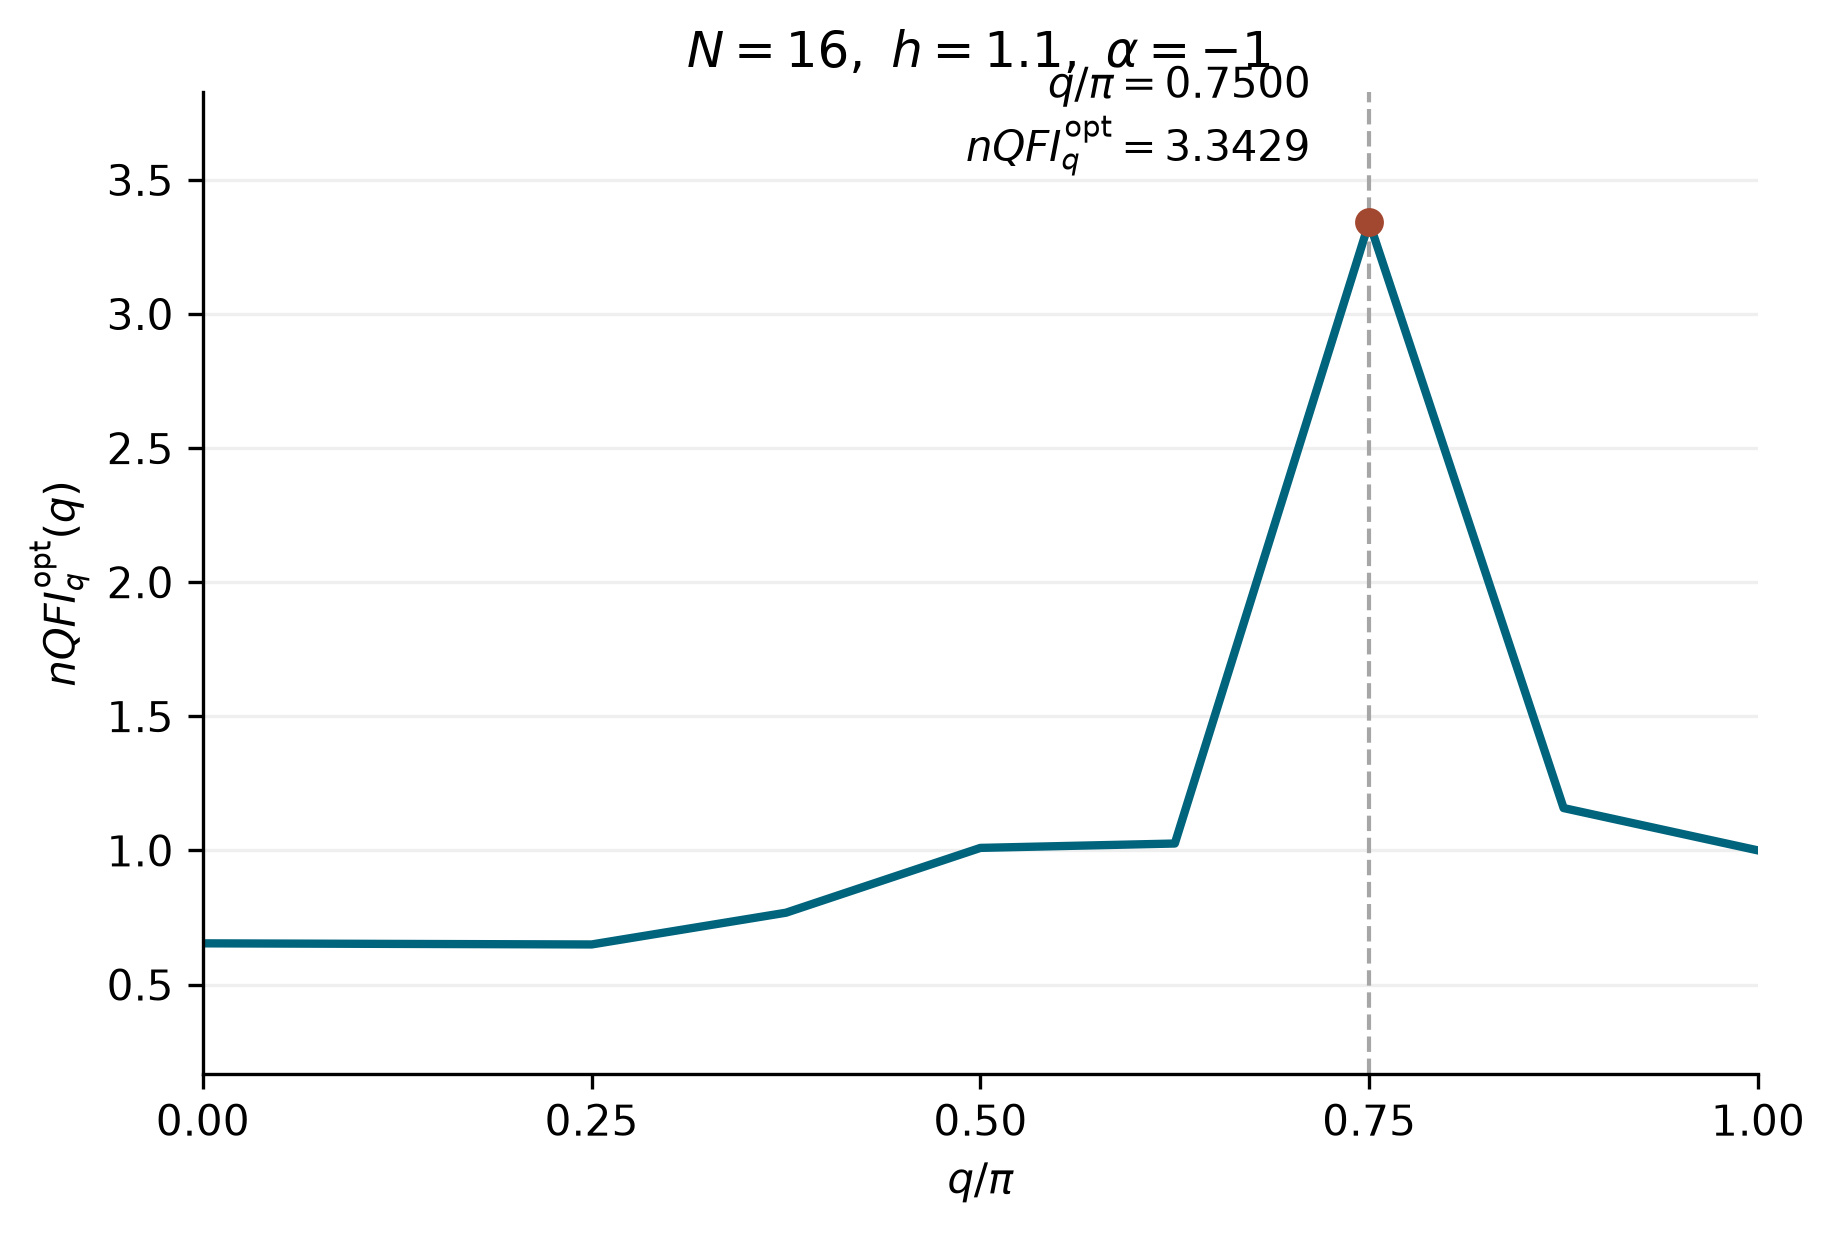 N = 16, h = 1.1, α = −1
q/π = 0.7500
nQFI_q^opt = 3.3429
nQFI_q^opt(q)
3.5
3.0
2.5
2.0
1.5
1.0
0.5
0.00 0.25 0.50 0.75 1.00
q/π